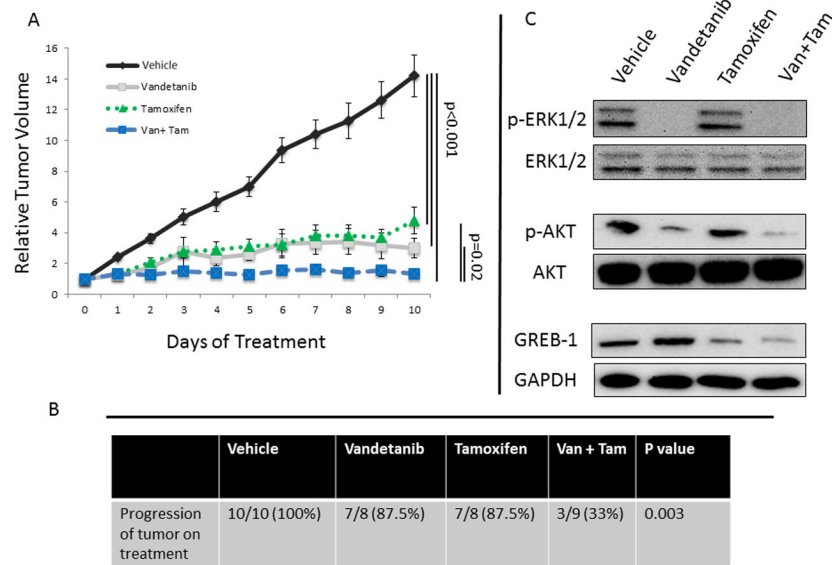 A
Relative Tumor Volume
16
14
12
10
8
6
4
2
0
Vehicle
Vandetanib
Tamoxifen
Van+ Tam
p<0.001
p=0.02
0 1 2 3 4 5 6 7 8 9 10
Days of Treatment
C
Vehicle Vandetanib Tamoxifen Van+Tam
p-ERK1/2
ERK1/2
p-AKT
AKT
GREB-1
GAPDH
B
Vehicle Vandetanib Tamoxifen Van + Tam P value
Progression 10/10 (100%) 7/8 (87.5%) 7/8 (87.5%) 3/9 (33%) 0.003
of tumor on
treatment